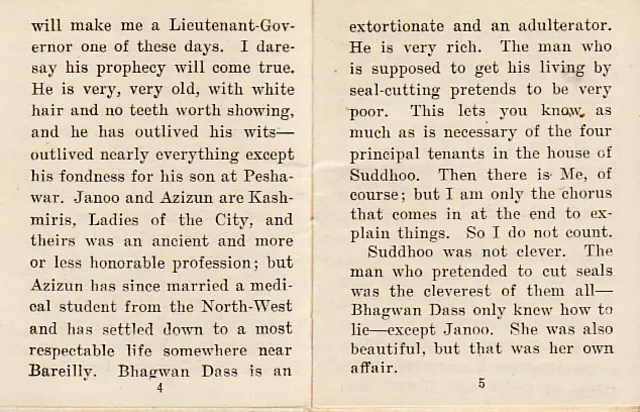 will make me a Lieutenant-Gov-
ernor one of these days. I dare-
say his prophecy will come true.
He is very, very old, with white
hair and no teeth worth showing,
and he has outlived his wits—
outlived nearly everything except
his fondness for his son at Pesha-
war. Janoo and Azizun are Kash-
miris, Ladies of the City, and
theirs was an ancient and more
or less honorable profession; but
Azizun has since married a medi-
cal student from the North-West
and has settled down to a most
respectable life somewhere near
Bareilly. Bhagwan Dass is an
4
extortionate and an adulterator.
He is very rich. The man who
is supposed to get his living by
seal-cutting pretends to be very
poor. This lets you know as
much as is necessary of the four
principal tenants in the house of
Suddhoo. Then there is Me, of
course; but I am only the chorus
that comes in at the end to ex-
plain things. So I do not count.
Suddhoo was not clever. The
man who pretended to cut seals
was the cleverest of them all—
Bhagwan Dass only knew how to
lie—except Janoo. She was also
beautiful, but that was her own
affair.
5